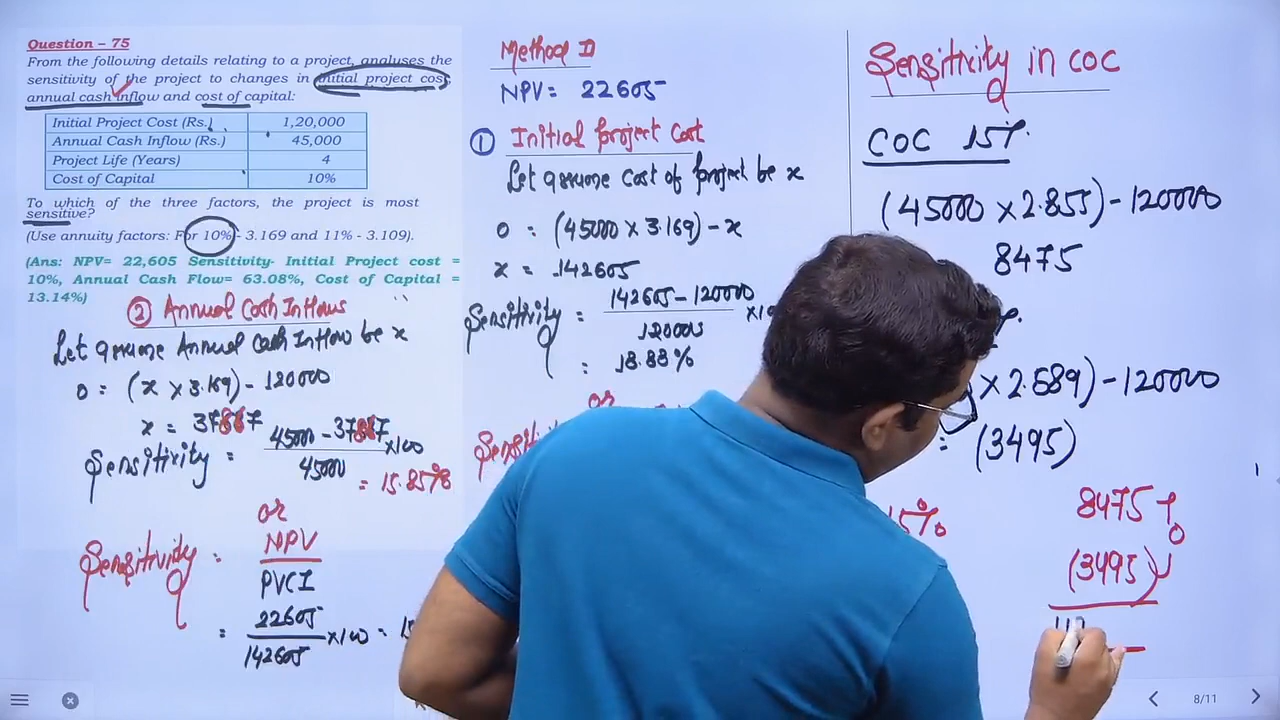 Question – 75
From the following details relating to a project, analyses the
sensitivity of the project to changes in initial project cost,
annual cash inflow and cost of capital:
Initial Project Cost (Rs.) 1,20,000
Annual Cash Inflow (Rs.) 45,000
Project Life (Years) 4
Cost of Capital 10%
To which of the three factors, the project is most
sensitive?
(Use annuity factors: For 10% - 3.169 and 11% - 3.109).
(Ans: NPV= 22,605 Sensitivity- Initial Project cost =
10%, Annual Cash Flow= 63.08%, Cost of Capital =
13.14%)
② Annual Cash Inflows
Let assume Annual Cash Inflow be x
0 = (x × 3.169) - 120000
x = 37867
Sensitivity = 45000 - 37867
45000
×100
= 15.85%
or
Sensitivity = NPV
PVCI
= 22605
142605
×100 =
Method II
NPV = 22605
① Initial Project Cost
Let assume cost of project be x
0 = (45000 × 3.169) - x
x = 142605
Sensitivity = 142605 - 120000
120000
= 18.88%
or
Sensitivity in COC
COC 15%
(45000 × 2.855) - 120000
8475
× 2.589) - 120000
= (3495)
15%
8475
0
(3495)
8/11